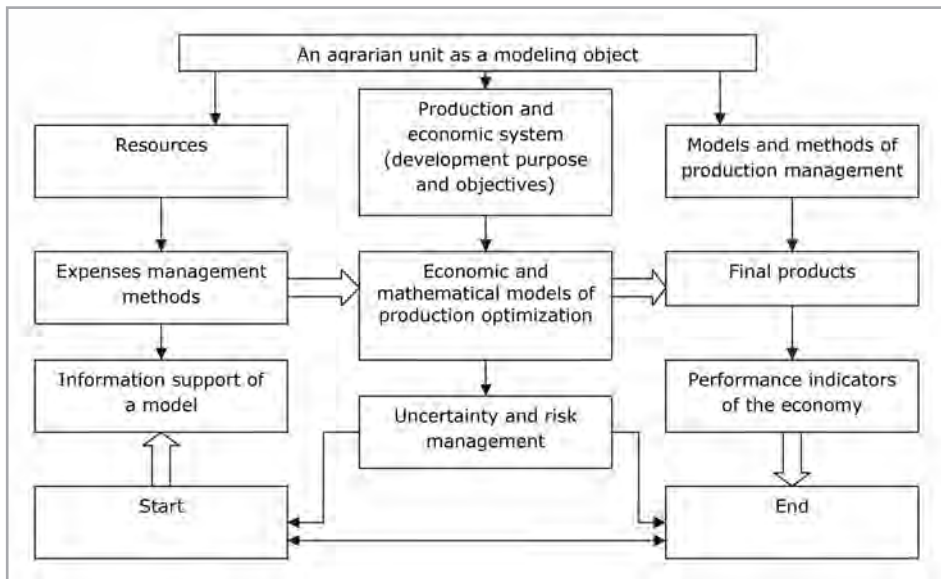 An agrarian unit as a modeling object
Resources
Production and
economic system
(development purpose
and objectives)
Models and methods of
production management
Expenses management
methods
Economic and
mathematical models of
production optimization
Final products
Information support of
a model
Uncertainty and risk
management
Performance indicators
of the economy
Start
End